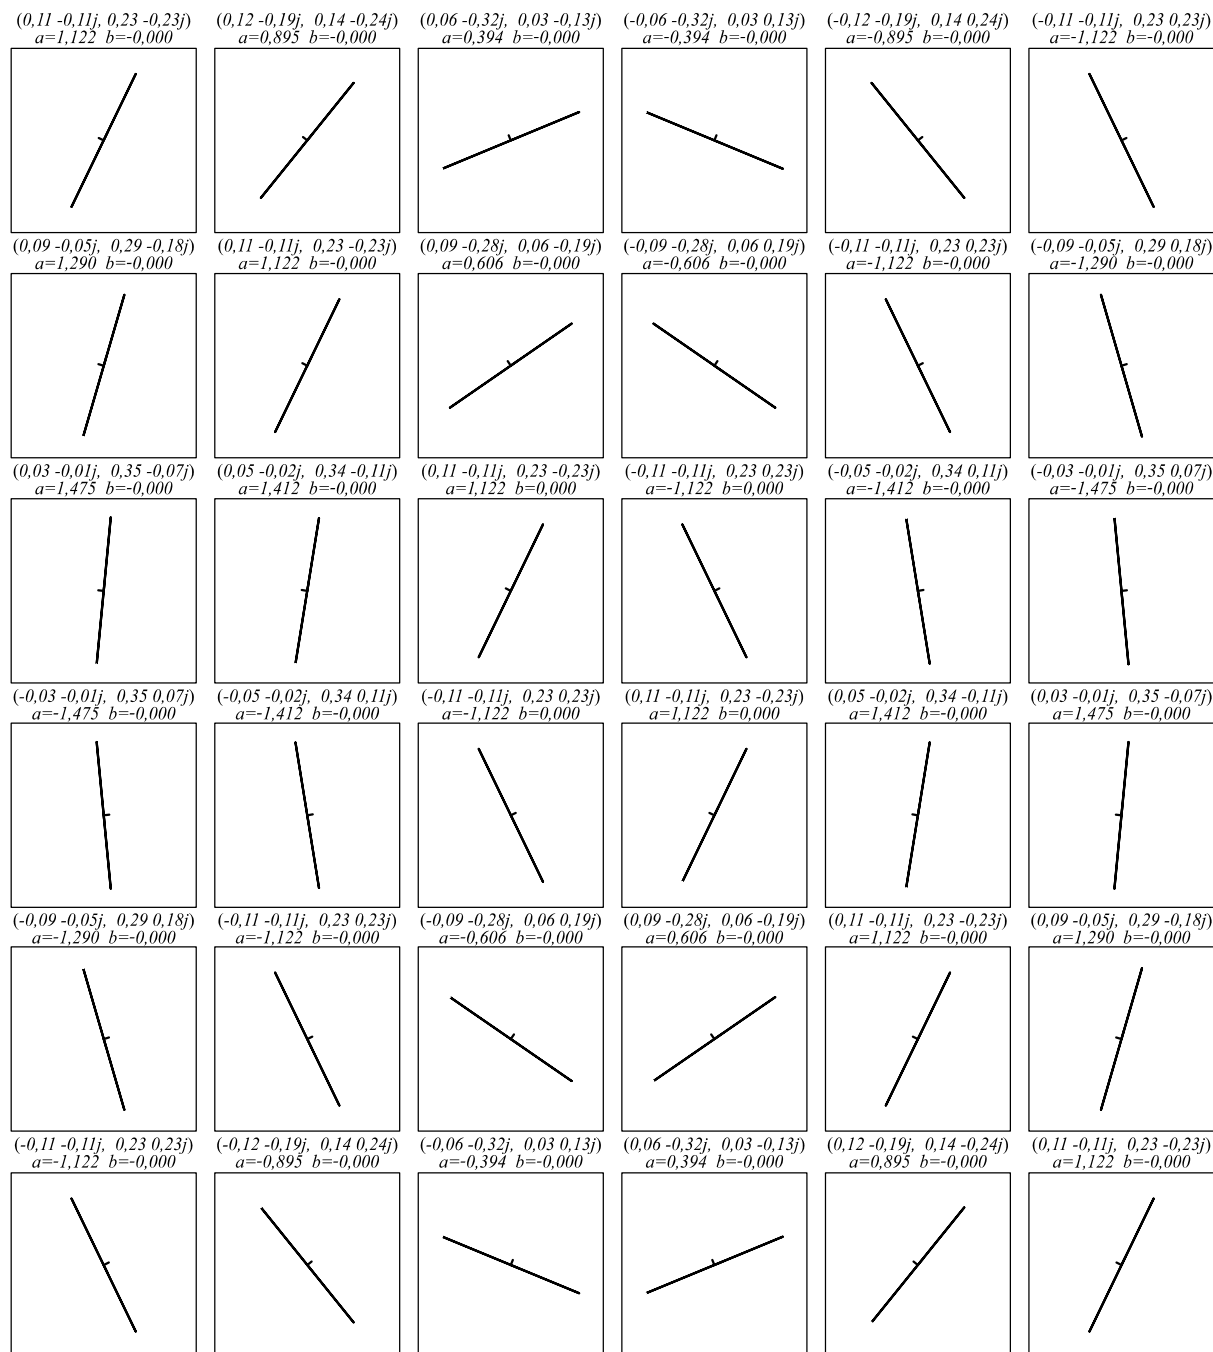 (0,11 -0,11j, 0,23 -0,23j) (0,12 -0,19j, 0,14 -0,24j) (0,06 -0,32j, 0,03 -0,13j) (-0,06 -0,32j, 0,03 0,13j) (-0,12 -0,19j, 0,14 0,24j) (-0,11 -0,11j, 0,23 0,23j)
a=1,122 b=-0,000 a=0,895 b=-0,000 a=0,394 b=-0,000 a=-0,394 b=-0,000 a=-0,895 b=-0,000 a=-1,122 b=-0,000
(0,09 -0,05j, 0,29 -0,18j) (0,11 -0,11j, 0,23 -0,23j) (0,09 -0,28j, 0,06 -0,19j) (-0,09 -0,28j, 0,06 0,19j) (-0,11 -0,11j, 0,23 0,23j) (-0,09 -0,05j, 0,29 0,18j)
a=1,290 b=-0,000 a=1,122 b=-0,000 a=0,606 b=-0,000 a=-0,606 b=-0,000 a=-1,122 b=-0,000 a=-1,290 b=-0,000
(0,03 -0,01j, 0,35 -0,07j) (0,05 -0,02j, 0,34 -0,11j) (0,11 -0,11j, 0,23 -0,23j) (-0,11 -0,11j, 0,23 0,23j) (-0,05 -0,02j, 0,34 0,11j) (-0,03 -0,01j, 0,35 0,07j)
a=1,475 b=-0,000 a=1,412 b=-0,000 a=1,122 b=0,000 a=-1,122 b=0,000 a=-1,412 b=-0,000 a=-1,475 b=-0,000
(-0,03 -0,01j, 0,35 0,07j) (-0,05 -0,02j, 0,34 0,11j) (-0,11 -0,11j, 0,23 0,23j) (0,11 -0,11j, 0,23 -0,23j) (0,05 -0,02j, 0,34 -0,11j) (0,03 -0,01j, 0,35 -0,07j)
a=-1,475 b=-0,000 a=-1,412 b=-0,000 a=-1,122 b=0,000 a=1,122 b=0,000 a=1,412 b=-0,000 a=1,475 b=-0,000
(-0,09 -0,05j, 0,29 0,18j) (-0,11 -0,11j, 0,23 0,23j) (-0,09 -0,28j, 0,06 0,19j) (0,09 -0,28j, 0,06 -0,19j) (0,11 -0,11j, 0,23 -0,23j) (0,09 -0,05j, 0,29 -0,18j)
a=-1,290 b=-0,000 a=-1,122 b=-0,000 a=-0,606 b=-0,000 a=0,606 b=-0,000 a=1,122 b=-0,000 a=1,290 b=-0,000
(-0,11 -0,11j, 0,23 0,23j) (-0,12 -0,19j, 0,14 0,24j) (-0,06 -0,32j, 0,03 0,13j) (0,06 -0,32j, 0,03 -0,13j) (0,12 -0,19j, 0,14 -0,24j) (0,11 -0,11j, 0,23 -0,23j)
a=-1,122 b=-0,000 a=-0,895 b=-0,000 a=-0,394 b=-0,000 a=0,394 b=-0,000 a=0,895 b=-0,000 a=1,122 b=-0,000